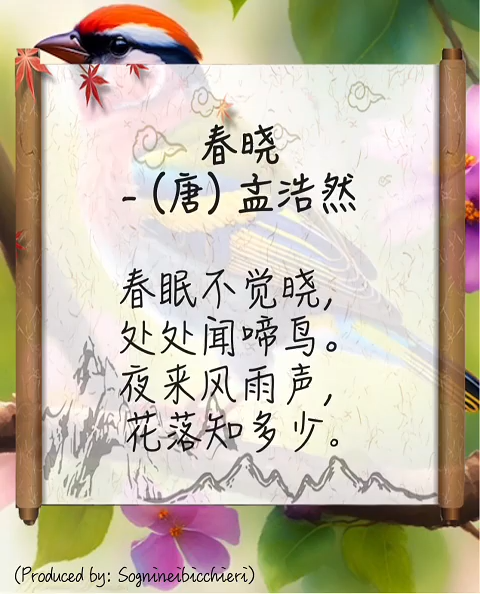 春晓
- (唐) 孟浩然
春眠不觉晓,
处处闻啼鸟。
夜来风雨声,
花落知多少。
(Produced by: Sognineibicchieri)